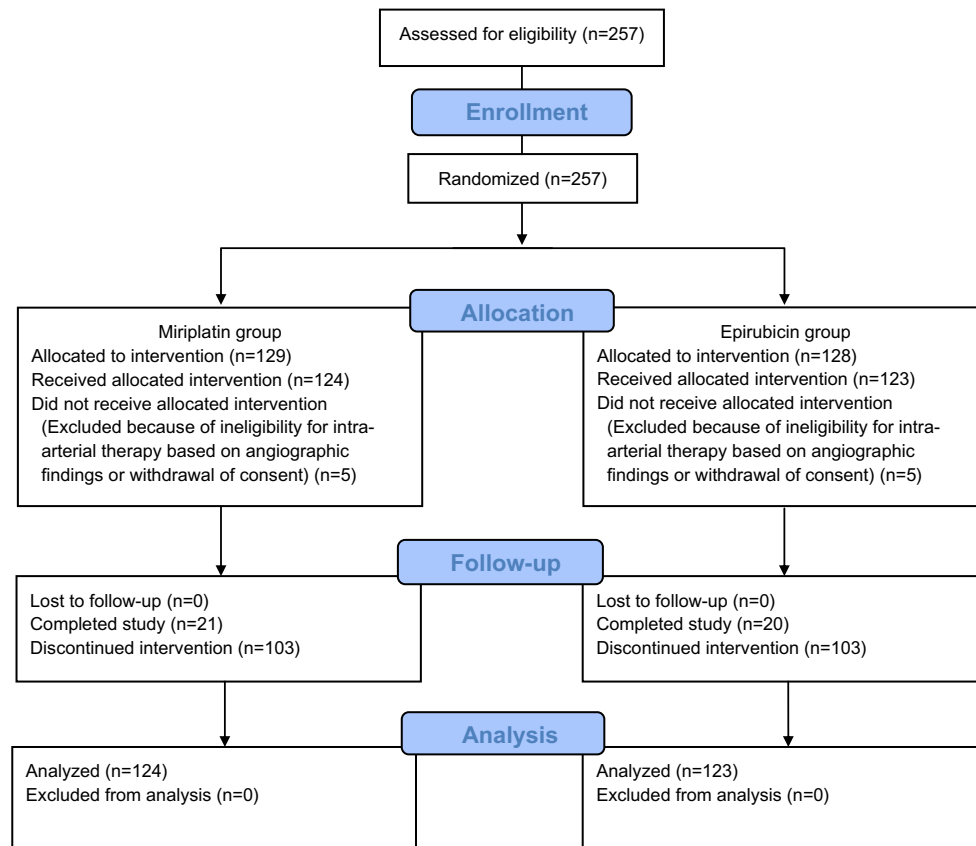 Assessed for eligibility (n=257)
Enrollment
Randomized (n=257)
Allocation
Miriplatin group
Allocated to intervention (n=129)
Received allocated intervention (n=124)
Did not receive allocated intervention
(Excluded because of ineligibility for intra-
arterial therapy based on angiographic
findings or withdrawal of consent) (n=5)
Epirubicin group
Allocated to intervention (n=128)
Received allocated intervention (n=123)
Did not receive allocated intervention
(Excluded because of ineligibility for intra-
arterial therapy based on angiographic
findings or withdrawal of consent) (n=5)
Follow-up
Lost to follow-up (n=0)
Completed study (n=21)
Discontinued intervention (n=103)
Lost to follow-up (n=0)
Completed study (n=20)
Discontinued intervention (n=103)
Analysis
Analyzed (n=124)
Excluded from analysis (n=0)
Analyzed (n=123)
Excluded from analysis (n=0)